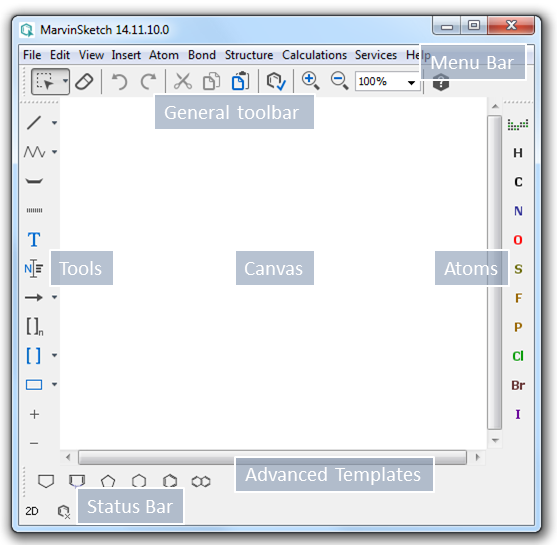 MarvinSketch 14.11.10.0
File Edit View Insert Atom Bond Structure Calculations Services Help
Menu Bar
100%
General toolbar
H
C
N
O
S
F
P
Cl
Br
I
T
N
Tools
Canvas
Atoms
[ ]n
[ ]
+
−
Advanced Templates
Status Bar
2D